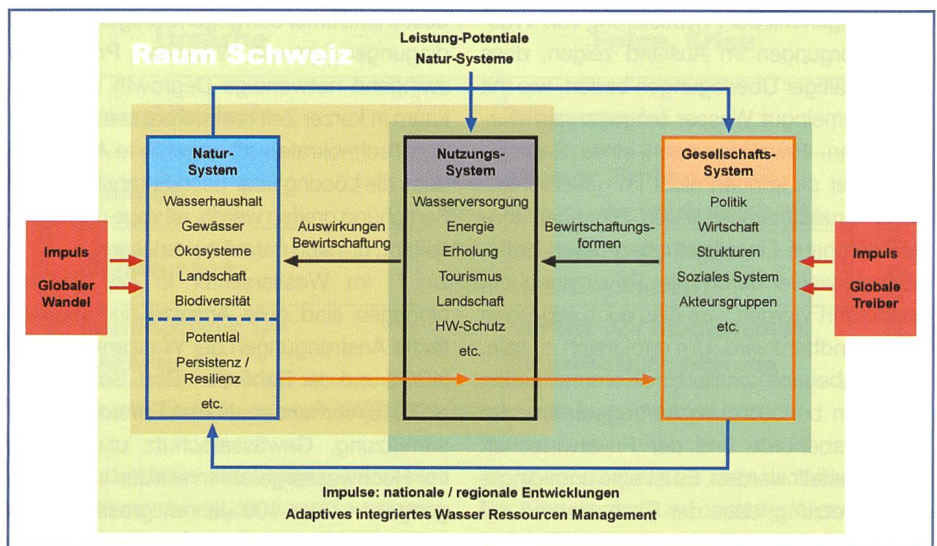 Leistung-Potentiale
Natur-Systeme
Raum Schweiz
Natur-
System
Wasserhaushalt
Gewässer
Ökosysteme
Landschaft
Biodiversität
Potential
Persistenz /
Resilienz
etc.
Auswirkungen
Bewirtschaftung
Nutzungs-
System
Wasserversorgung
Energie
Erholung
Tourismus
Landschaft
HW-Schutz
etc.
Bewirtschaftungs-
formen
Gesellschafts-
System
Politik
Wirtschaft
Strukturen
Soziales System
Akteursgruppen
etc.
Impuls
Globaler
Wandel
Impuls
Globale
Treiber
Impulse: nationale / regionale Entwicklungen
Adaptives integriertes Wasser Resourcen Management